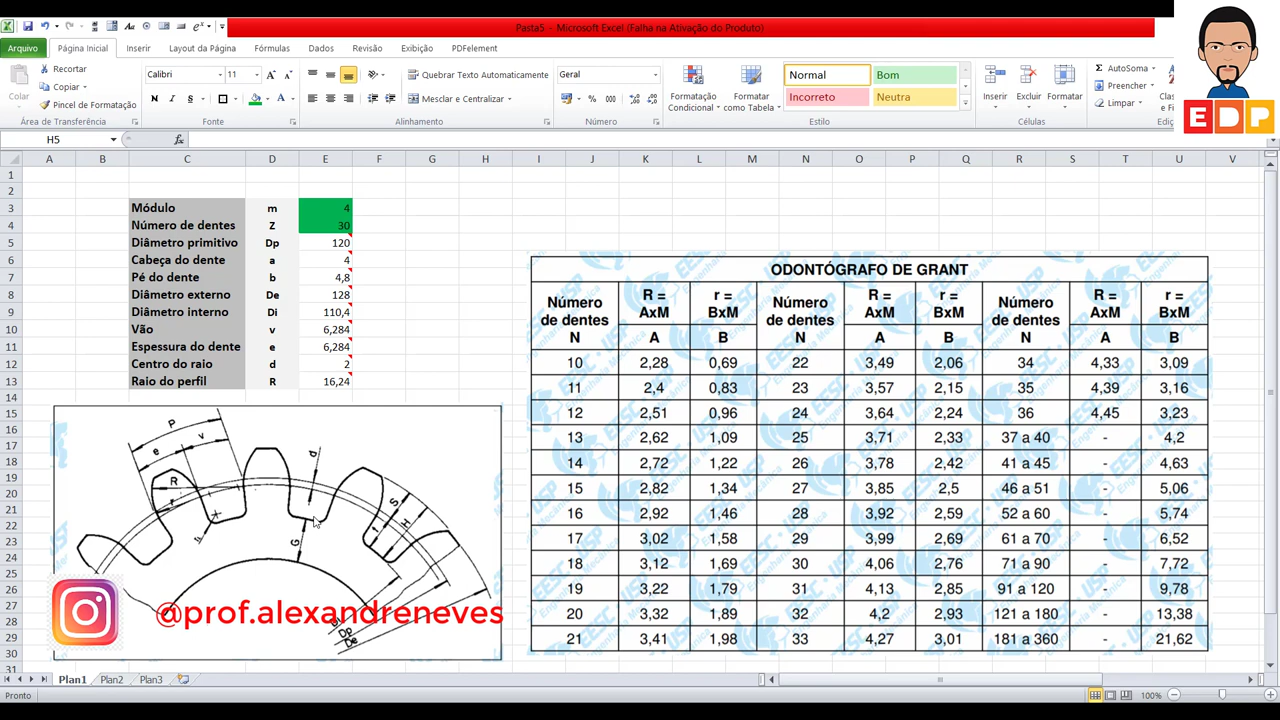 Pasta5 - Microsoft Excel (Falha na Ativação do Produto)
Arquivo Página Inicial Inserir Layout da Página Fórmulas Dados Revisão Exibição PDFelement
Colar
Recortar
Copiar
Pincel de Formatação
Área de Transferência
Calibri 11
N I S
Fonte
Quebrar Texto Automaticamente
Mesclar e Centralizar
Alinhamento
Geral
% 000
Número
Formatação Condicional
Formatar como Tabela
Normal Bom
Incorreto Neutra
Estilo
Inserir Excluir Formatar
Células
AutoSoma
Preencher
Limpar
EDP
H5 fx
A B C D E F G H I J K L M N O P Q R S T U V
Módulo m 4
Número de dentes Z 30
Diâmetro primitivo Dp 120
Cabeça do dente a 4
Pé do dente b 4,8
Diâmetro externo De 128
Diâmetro interno Di 110,4
Vão v 6,284
Espessura do dente e 6,284
Centro do raio d 2
Raio do perfil R 16,24
P
e v
d
R
r
S
H
f
h
G
Dp
De
@prof.alexandreneves
ODONTÓGRAFO DE GRANT
Número de dentes N R = AxM A r = BxM B Número de dentes N R = AxM A r = BxM B Número de dentes N R = AxM A r = BxM B
10 2,28 0,69 22 3,49 2,06 34 4,33 3,09
11 2,4 0,83 23 3,57 2,15 35 4,39 3,16
12 2,51 0,96 24 3,64 2,24 36 4,45 3,23
13 2,62 1,09 25 3,71 2,33 37 a 40 - 4,2
14 2,72 1,22 26 3,78 2,42 41 a 45 - 4,63
15 2,82 1,34 27 3,85 2,5 46 a 51 - 5,06
16 2,92 1,46 28 3,92 2,59 52 a 60 - 5,74
17 3,02 1,58 29 3,99 2,69 61 a 70 - 6,52
18 3,12 1,69 30 4,06 2,76 71 a 90 - 7,72
19 3,22 1,79 31 4,13 2,85 91 a 120 - 9,78
20 3,32 1,89 32 4,2 2,93 121 a 180 - 13,38
21 3,41 1,98 33 4,27 3,01 181 a 360 - 21,62
Plan1 Plan2 Plan3
Pronto 100%